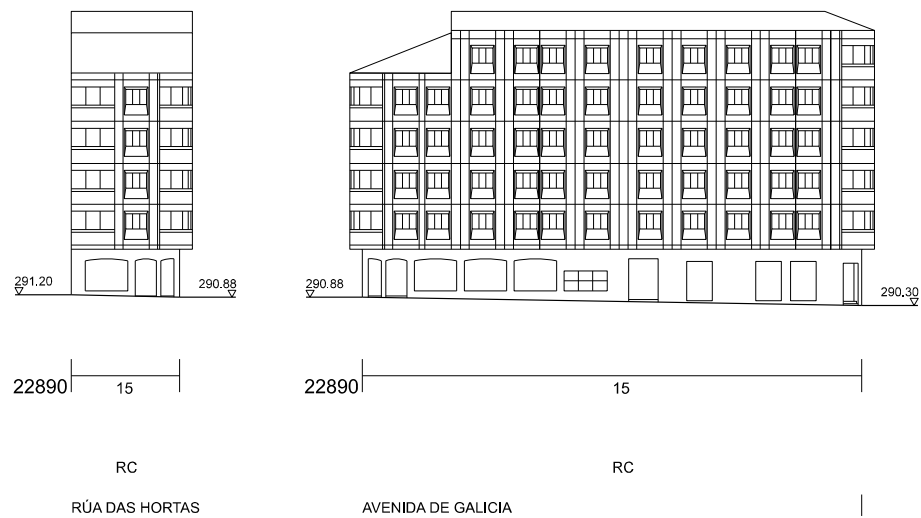 291.20
290.88
290.88
290.30
22890
15
22890
15
RC
RC
RÚA DAS HORTAS
AVENIDA DE GALICIA